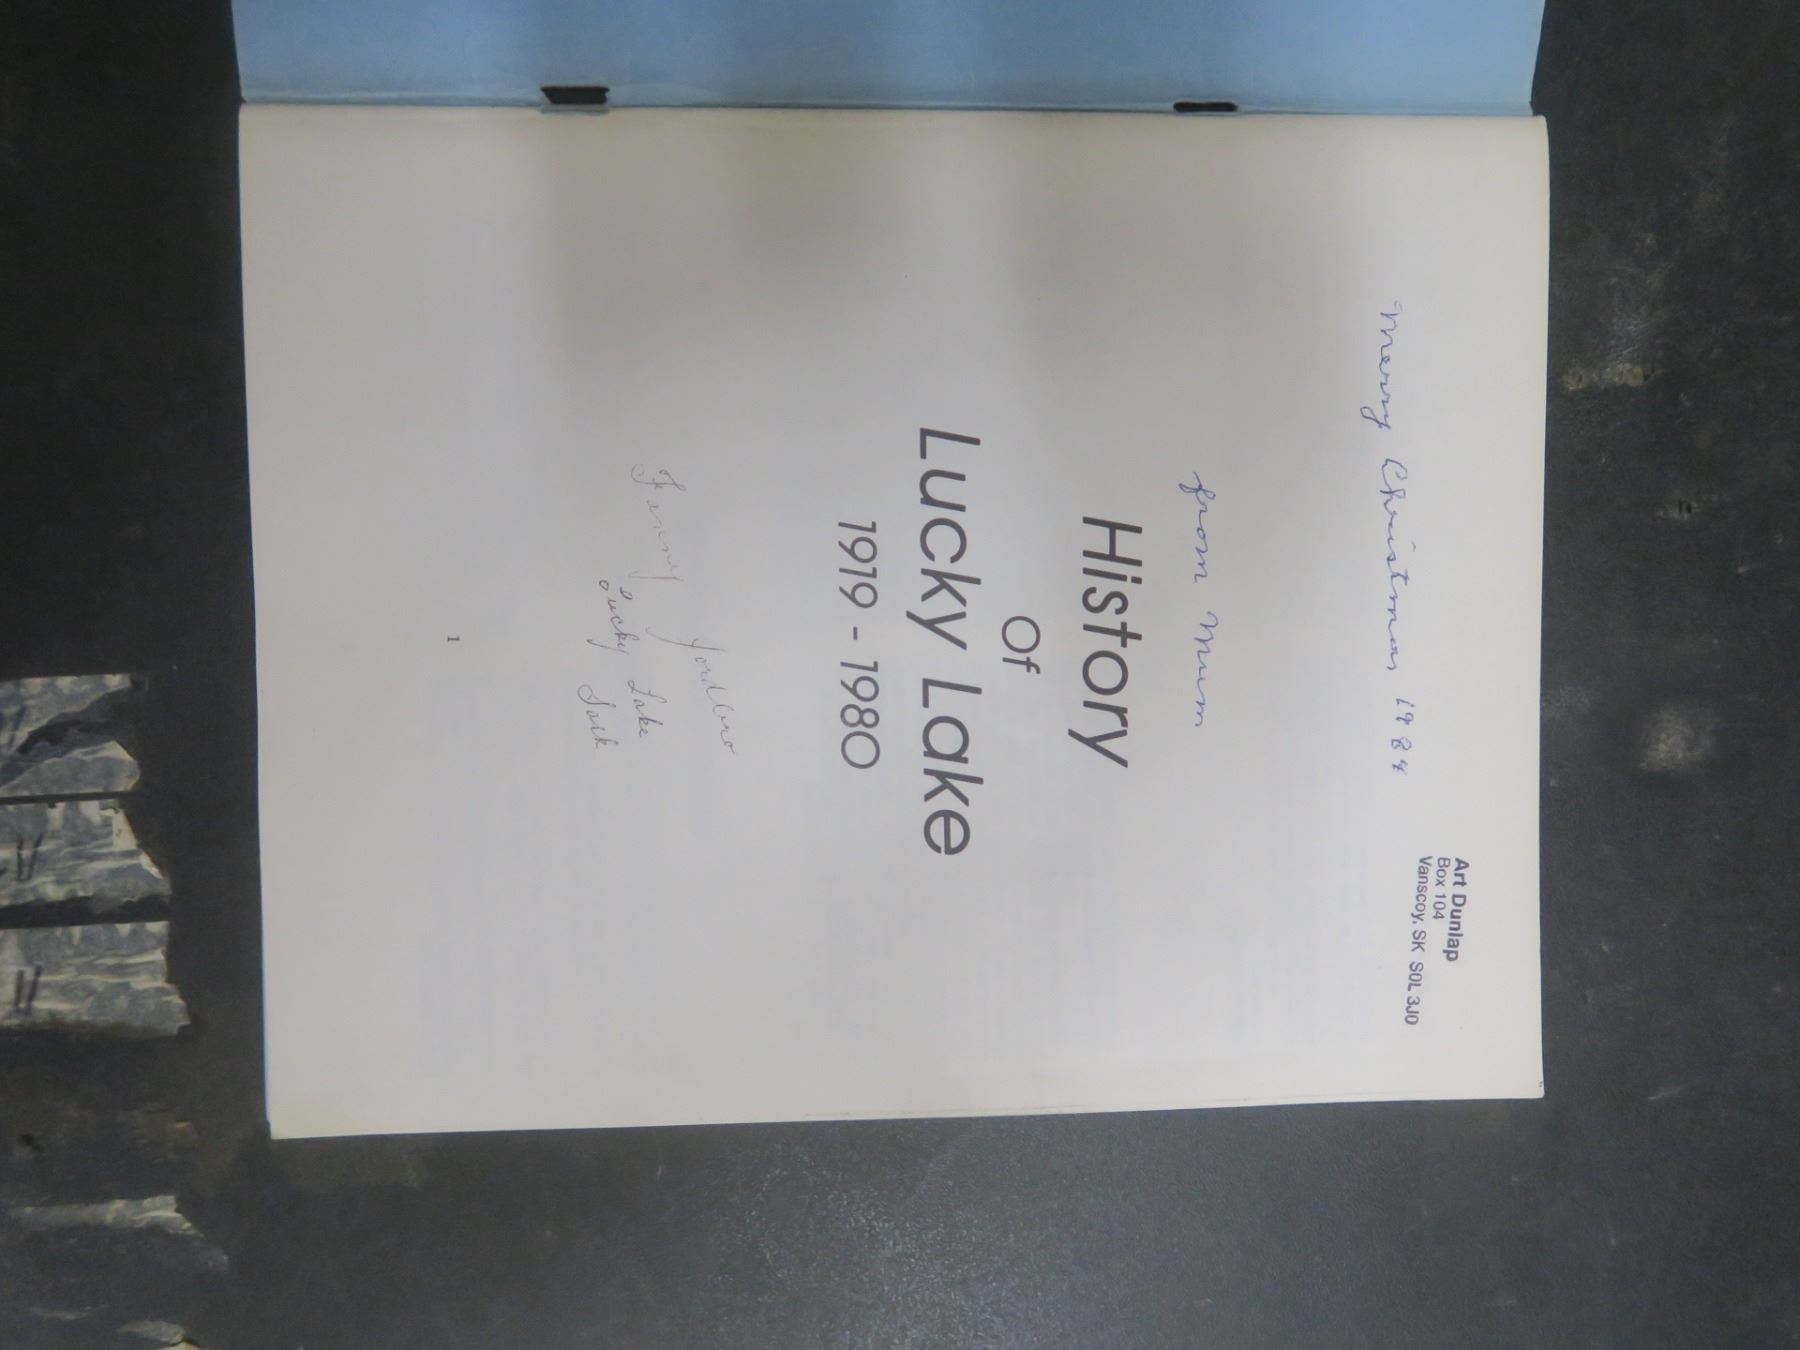 Art Dunlap
Box 104
Vanscoy, SK S0L 3J0
Merry Christmas 1984
from Mum
History
Of
Lucky Lake
1919 - 1980
Lucky Lake
Sask
1